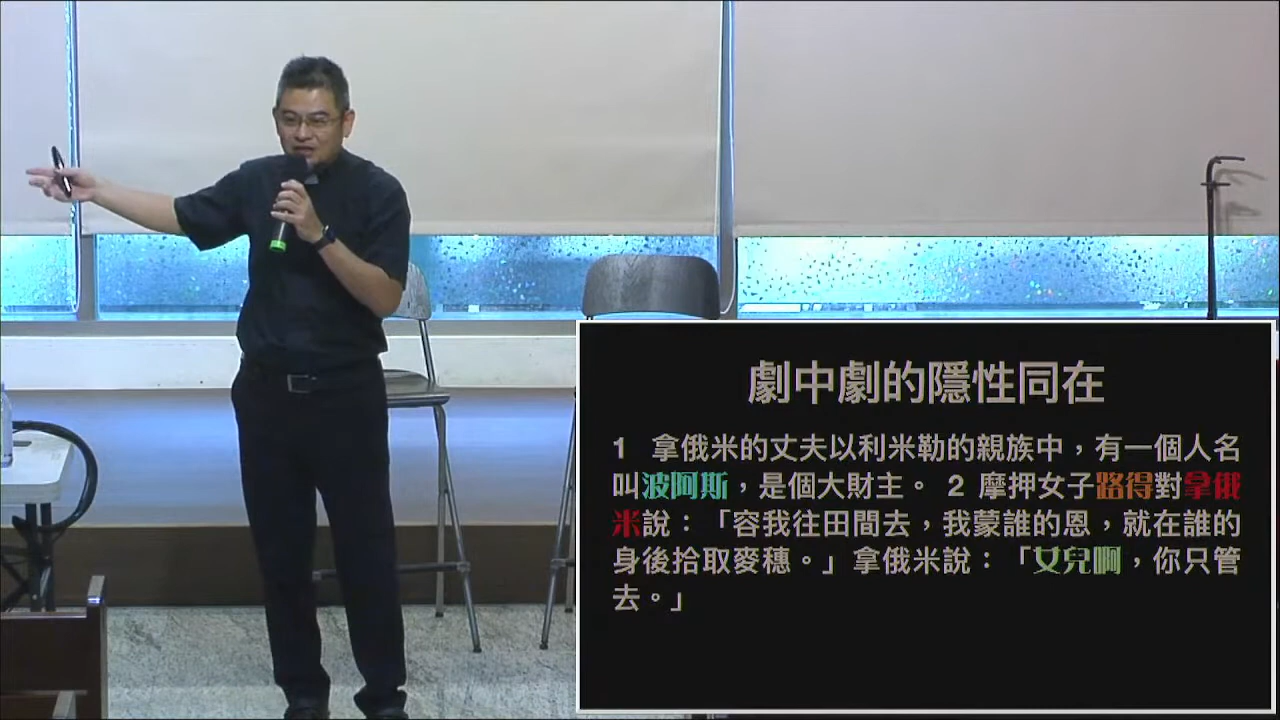 劇中劇的隱性同在
1 拿俄米的丈夫以利米勒的親族中，有一個人名
叫波阿斯，是個大財主。 2 摩押女子路得對拿俄
米說：「容我往田間去，我蒙誰的恩，就在誰的
身後拾取麥穗。」拿俄米說：「女兒啊，你只管
去。」